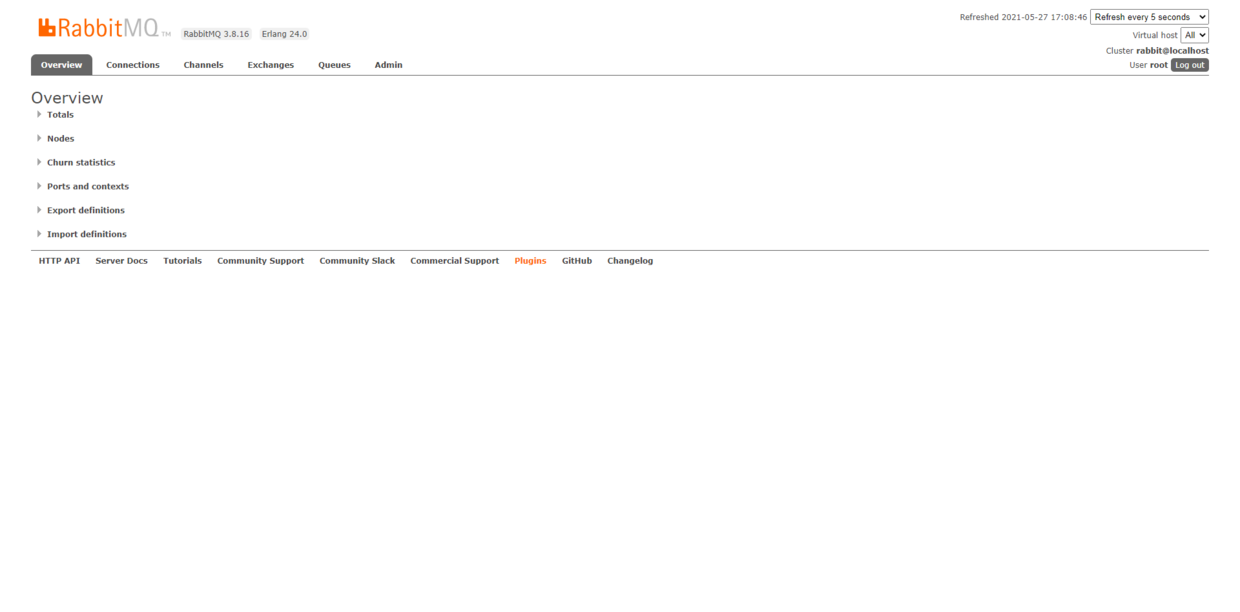 RabbitMQ TM RabbitMQ 3.8.16 Erlang 24.0
Refreshed 2021-05-27 17:08:46 Refresh every 5 seconds
Virtual host All
Cluster rabbit@localhost
User root Log out
Overview Connections Channels Exchanges Queues Admin
Overview
Totals
Nodes
Churn statistics
Ports and contexts
Export definitions
Import definitions
HTTP API Server Docs Tutorials Community Support Community Slack Commercial Support Plugins GitHub Changelog